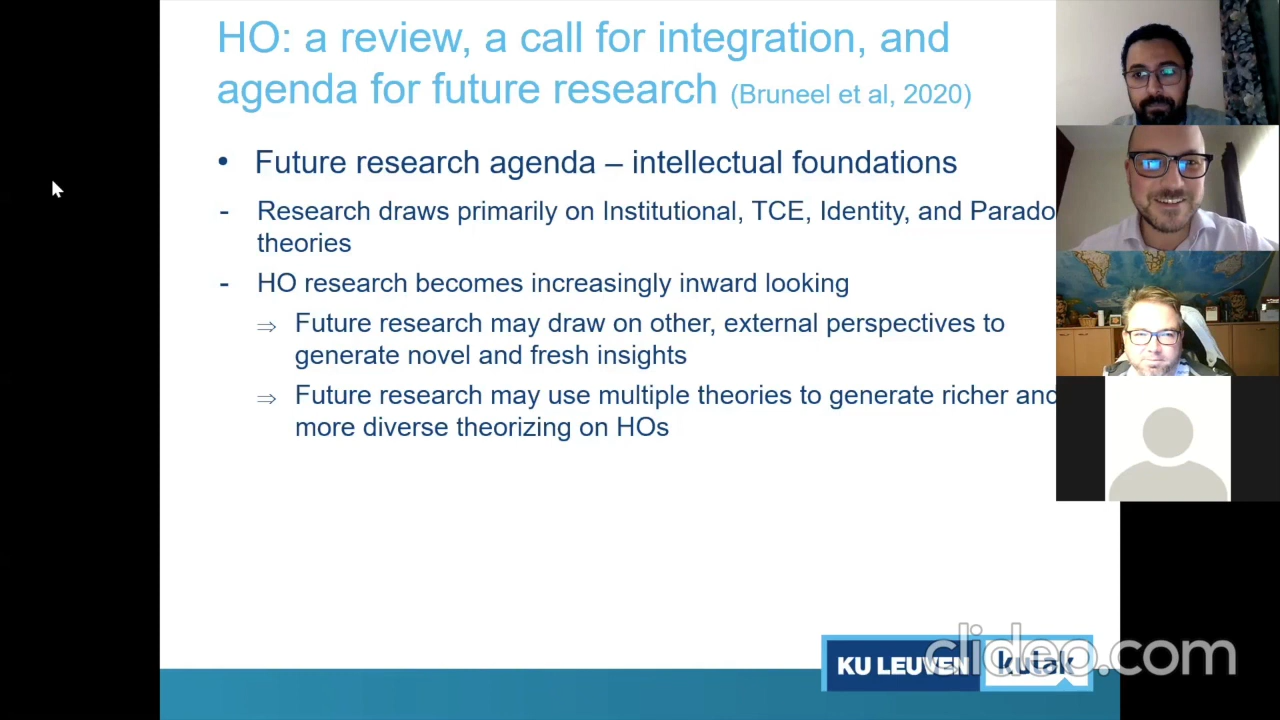 HO: a review, a call for integration, and
agenda for future research (Bruneel et al, 2020)
• Future research agenda – intellectual foundations
- Research draws primarily on Institutional, TCE, Identity, and Parado
theories
- HO research becomes increasingly inward looking
⇒ Future research may draw on other, external perspectives to
generate novel and fresh insights
⇒ Future research may use multiple theories to generate richer and
more diverse theorizing on HOs
KU LEUVEN kulak
clideo.com